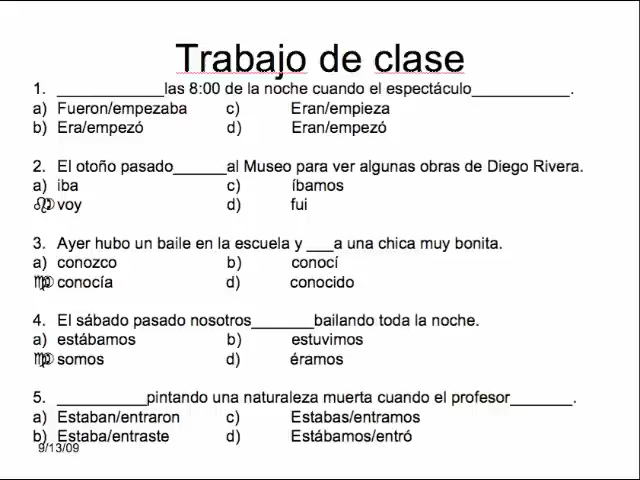 Trabajo de clase
1. ____________las 8:00 de la noche cuando el espectáculo___________.
a) Fueron/empezaba c) Eran/empieza
b) Era/empezó d) Eran/empezó
2. El otoño pasado______al Museo para ver algunas obras de Diego Rivera.
a) iba c) íbamos
voy d) fui
3. Ayer hubo un baile en la escuela y ___a una chica muy bonita.
a) conozco b) conocí
conocía d) conocido
4. El sábado pasado nosotros_______bailando toda la noche.
a) estábamos b) estuvimos
somos d) éramos
5. __________pintando una naturaleza muerta cuando el profesor_______.
a) Estaban/entraron c) Estabas/entramos
b) Estaba/entraste d) Estábamos/entró
9/13/09